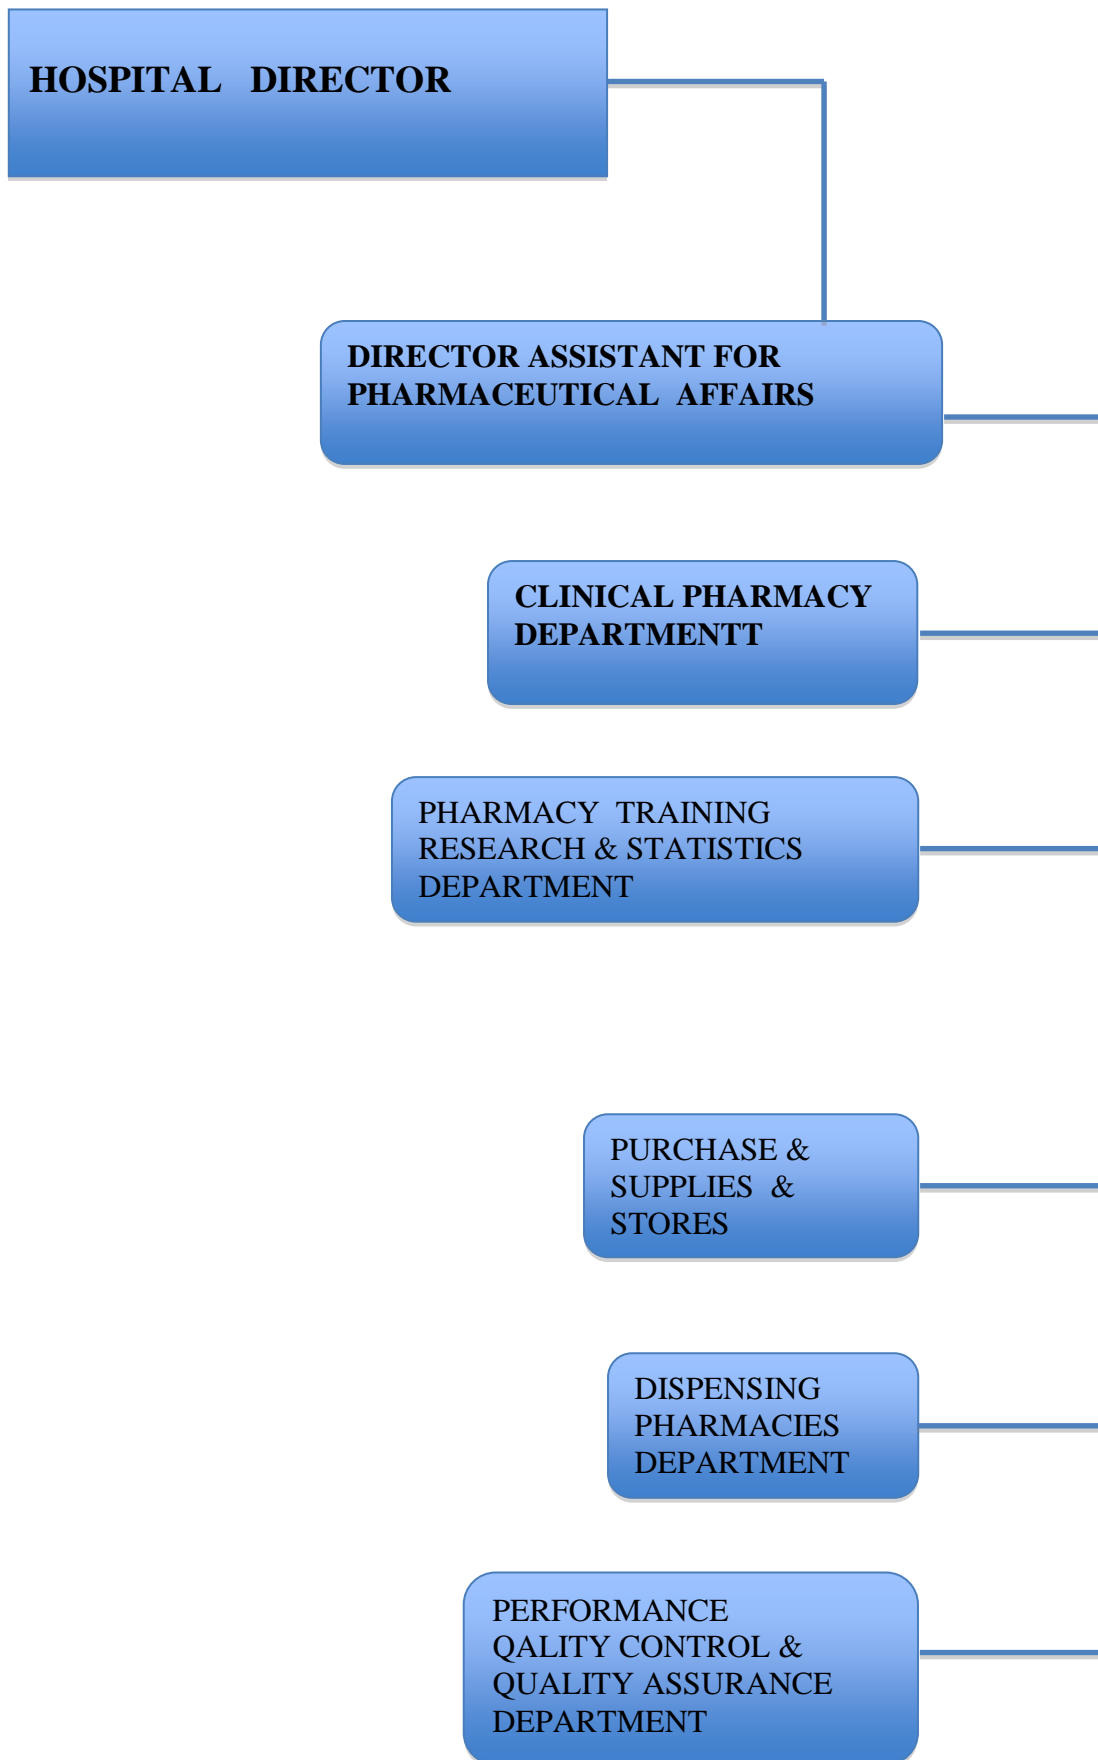 HOSPITAL DIRECTOR
DIRECTOR ASSISTANT FOR
PHARMACEUTICAL AFFAIRS
CLINICAL PHARMACY
DEPARTMENTT
PHARMACY TRAINING
RESEARCH & STATISTICS
DEPARTMENT
PURCHASE &
SUPPLIES &
STORES
DISPENSING
PHARMACIES
DEPARTMENT
PERFORMANCE
QALITY CONTROL &
QUALITY ASSURANCE
DEPARTMENT